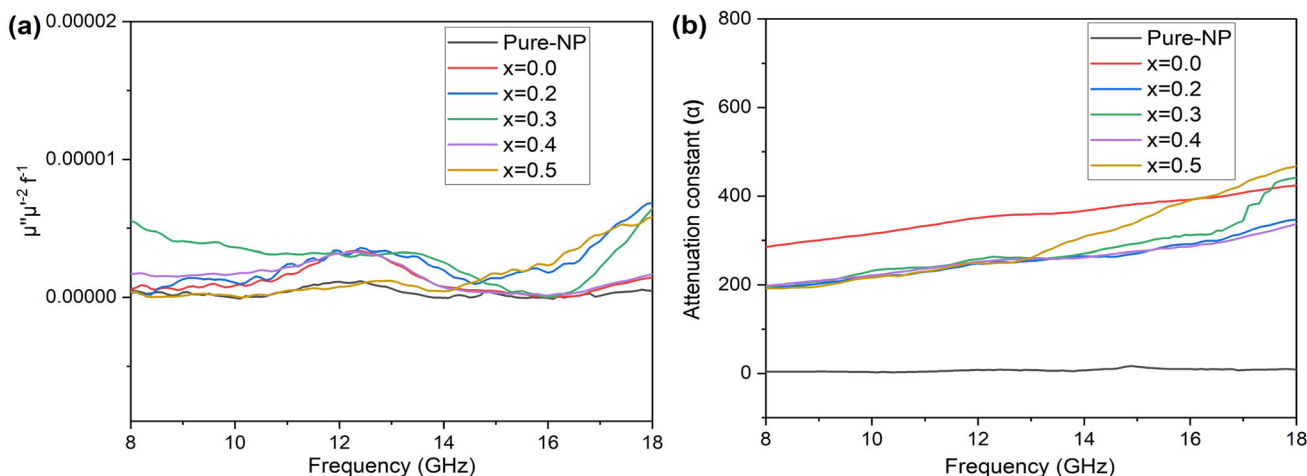 (a)
0.00002
0.00001
0.00000
μ''μ'⁻² f⁻¹
Pure-NP
x=0.0
x=0.2
x=0.3
x=0.4
x=0.5
8 10 12 14 16 18
Frequency (GHz)
(b)
800
600
400
200
0
Attenuation constant (α)
Pure-NP
x=0.0
x=0.2
x=0.3
x=0.4
x=0.5
8 10 12 14 16 18
Frequency (GHz)